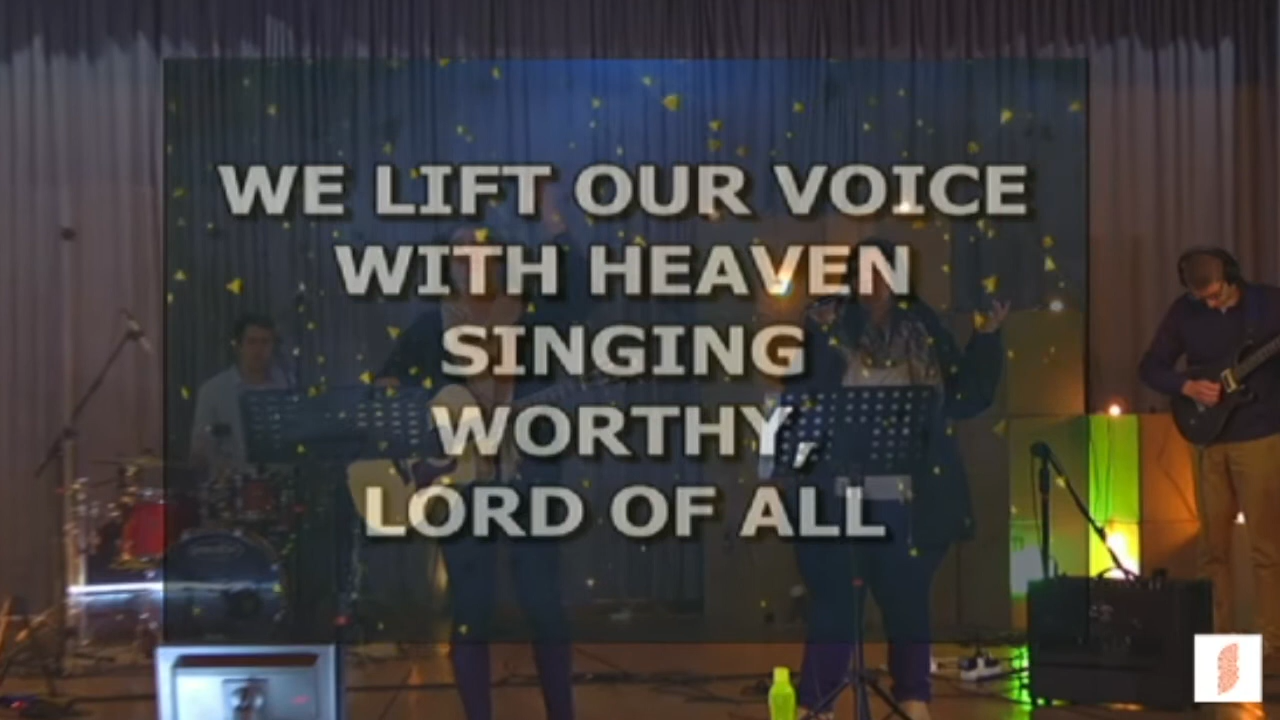 WE LIFT OUR VOICE
WITH HEAVEN
SINGING
WORTHY,
LORD OF ALL